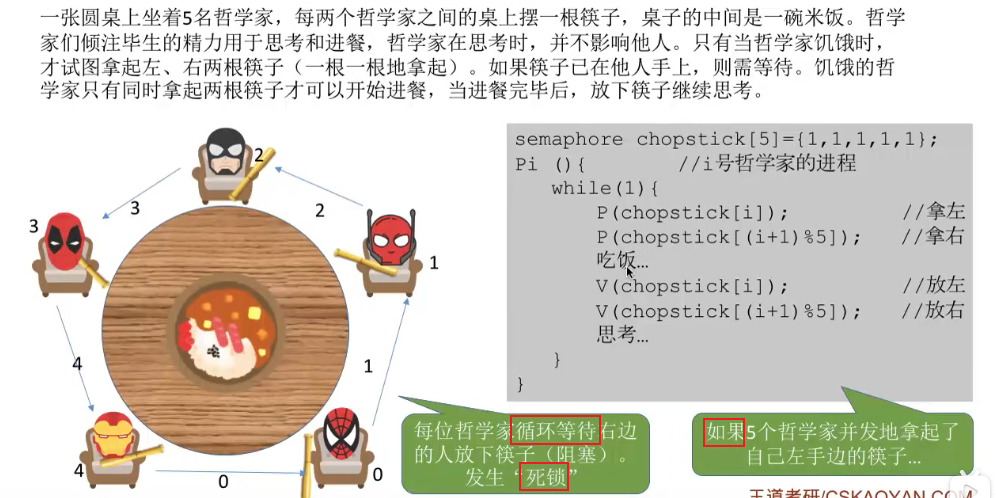 一张圆桌上坐着5名哲学家，每两个哲学家之间的桌上摆一根筷子，桌子的中间是一碗米饭。哲学
家们倾注毕生的精力用于思考和进餐，哲学家在思考时，并不影响他人。只有当哲学家饥饿时，
才试图拿起左、右两根筷子（一根一根地拿起）。如果筷子已在他人手上，则需等待。饥饿的哲
学家只有同时拿起两根筷子才可以开始进餐，当进餐完毕后，放下筷子继续思考。
2
3
3
2
1
4
1
4
0
0
semaphore chopstick[5]={1,1,1,1,1};
Pi (){ //i号哲学家的进程
while(1){
P(chopstick[i]); //拿左
P(chopstick[(i+1)%5]); //拿右
吃饭…
V(chopstick[i]); //放左
V(chopstick[(i+1)%5]); //放右
思考…
}
}
每位哲学家循环等待右边
的人放下筷子（阻塞）。
发生“死锁”
如果5个哲学家并发地拿起了
自己左手边的筷子…
王道考研/CSKAOYAN.COM